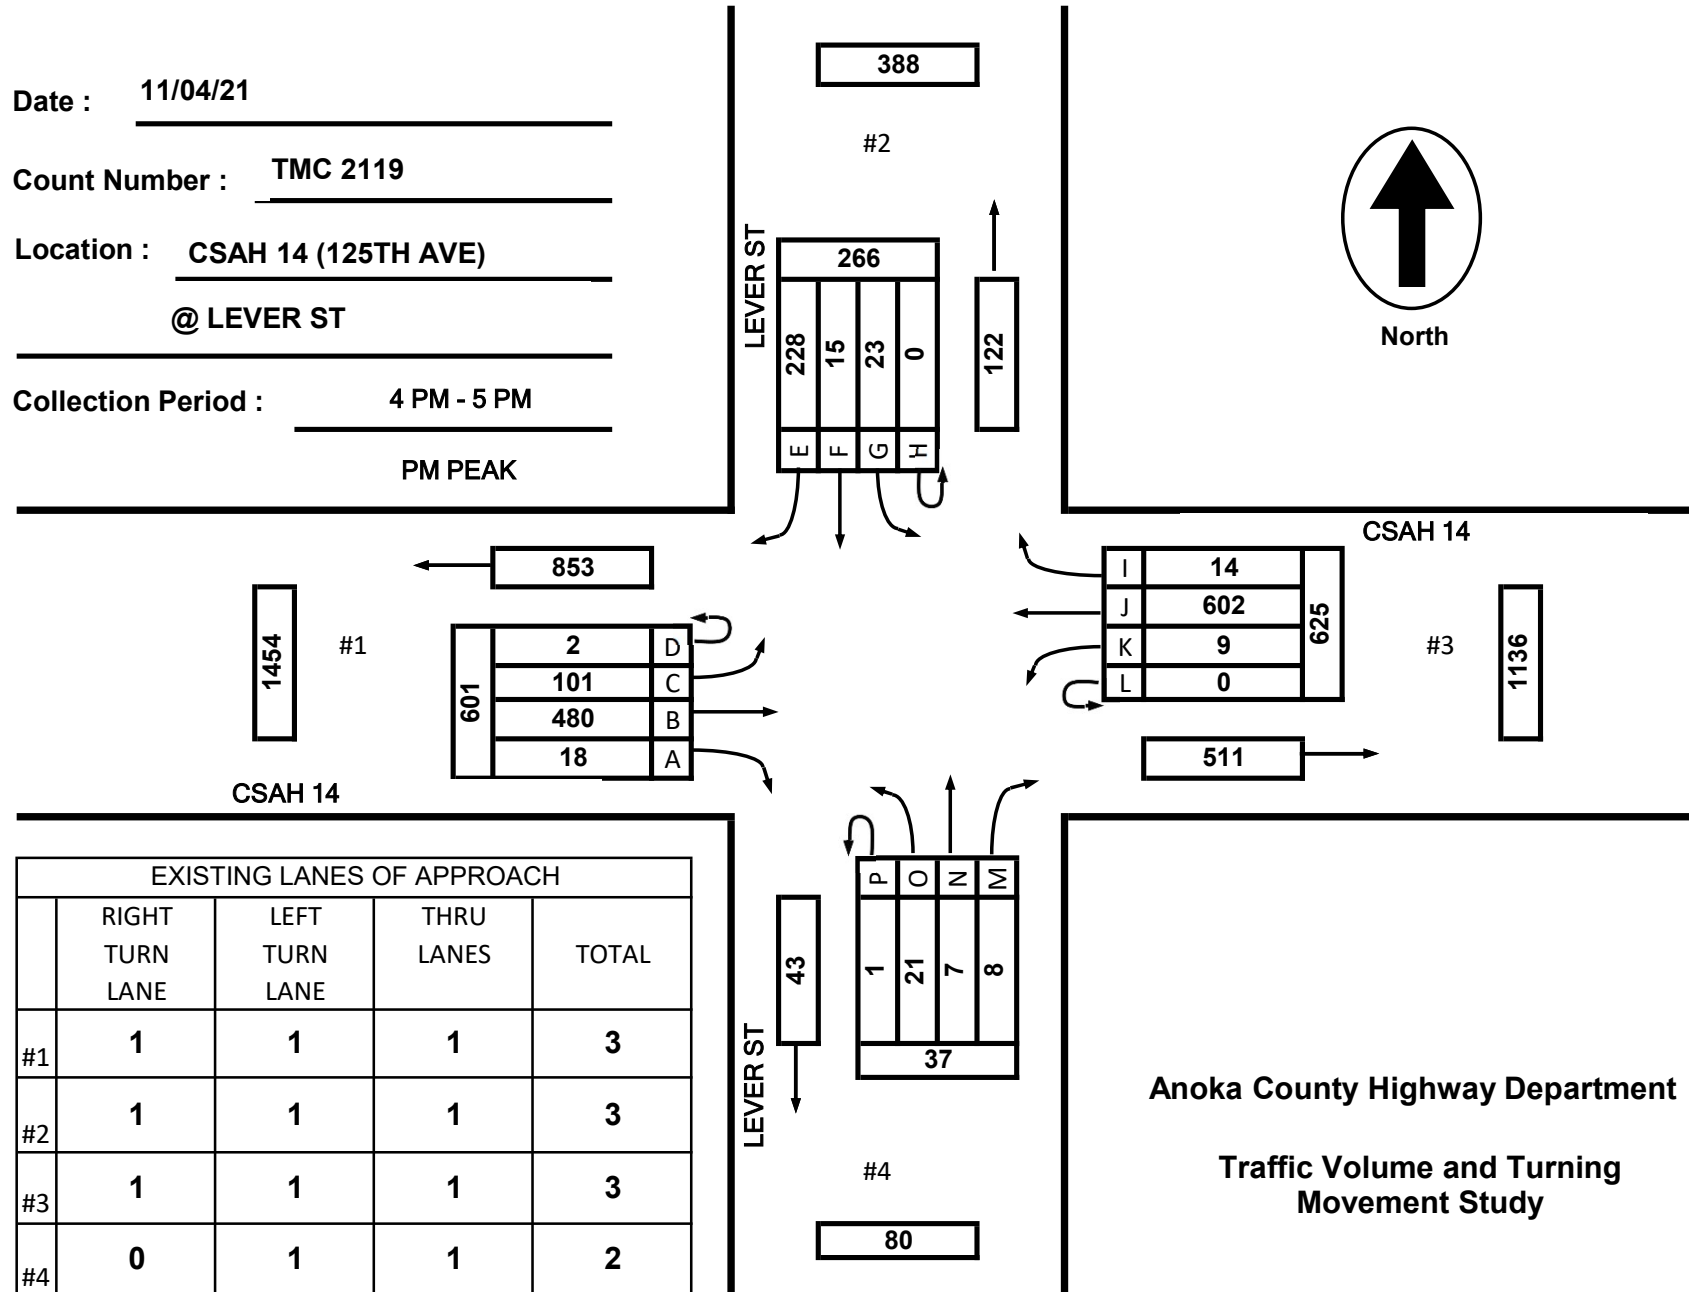 Date : 11/04/21
Count Number : TMC 2119
Location : CSAH 14 (125TH AVE)
@ LEVER ST
Collection Period : 4 PM - 5 PM
PM PEAK
388
#2
LEVER ST
266
228 15 23 0
E F G H
122
North
CSAH 14
853
1454
#1
601
2 D
101 C
480 B
18 A
CSAH 14
I 14
J 602
K 9
L 0
625
#3
1136
511
P O N M
1 21 7 8
37
43
LEVER ST
#4
80
EXISTING LANES OF APPROACH
RIGHT LEFT THRU
TURN TURN LANES TOTAL
LANE LANE
#1 1 1 1 3
#2 1 1 1 3
#3 1 1 1 3
#4 0 1 1 2
Anoka County Highway Department
Traffic Volume and Turning
Movement Study